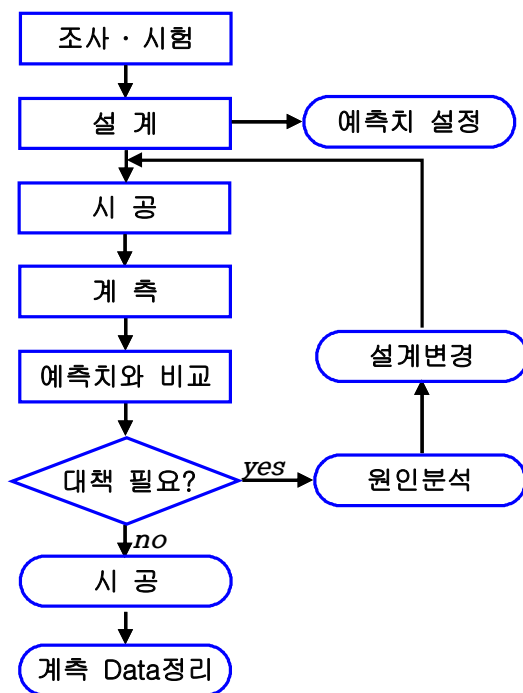 조사 · 시험
설 계
예측치 설정
시 공
계 측
설계변경
예측치와 비교
대책 필요?
yes
원인분석
no
시 공
계측 Data정리